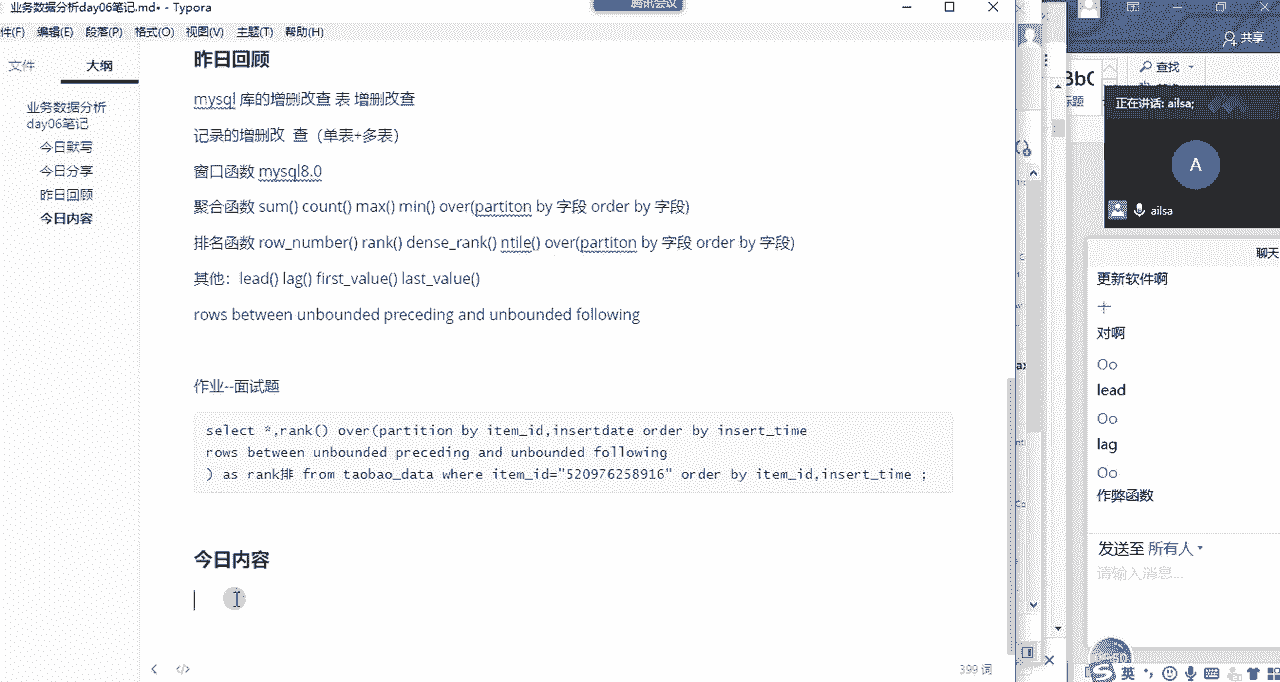 业务数据分析day06笔记.md• - Typora
腾讯会议
件(F) 编辑(E) 段落(P) 格式(O) 视图(V) 主题(T) 帮助(H)
文件 大纲
业务数据分析
day06笔记
今日默写
今日分享
昨日回顾
今日内容
昨日回顾
mysql 库的增删改查 表 增删改查
记录的增删改 查（单表+多表）
窗口函数 mysql8.0
聚合函数 sum() count() max() min() over(partiton by 字段 order by 字段)
排名函数 row_number() rank() dense_rank() ntile() over(partiton by 字段 order by 字段)
其他：lead() lag() first_value() last_value()
rows between unbounded preceding and unbounded following
作业--面试题
select *,rank() over(partition by item_id,insertdate order by insert_time
rows between unbounded preceding and unbounded following
) as rank排 from taobao_data where item_id="520976258916" order by item_id,insert_time ;
今日内容
399 词
共享
查找
正在讲话: ailsa;
A
ailsa
聊天
更新软件啊
对啊
Oo
lead
Oo
lag
Oo
作弊函数
发送至 所有人
请输入消息...
英